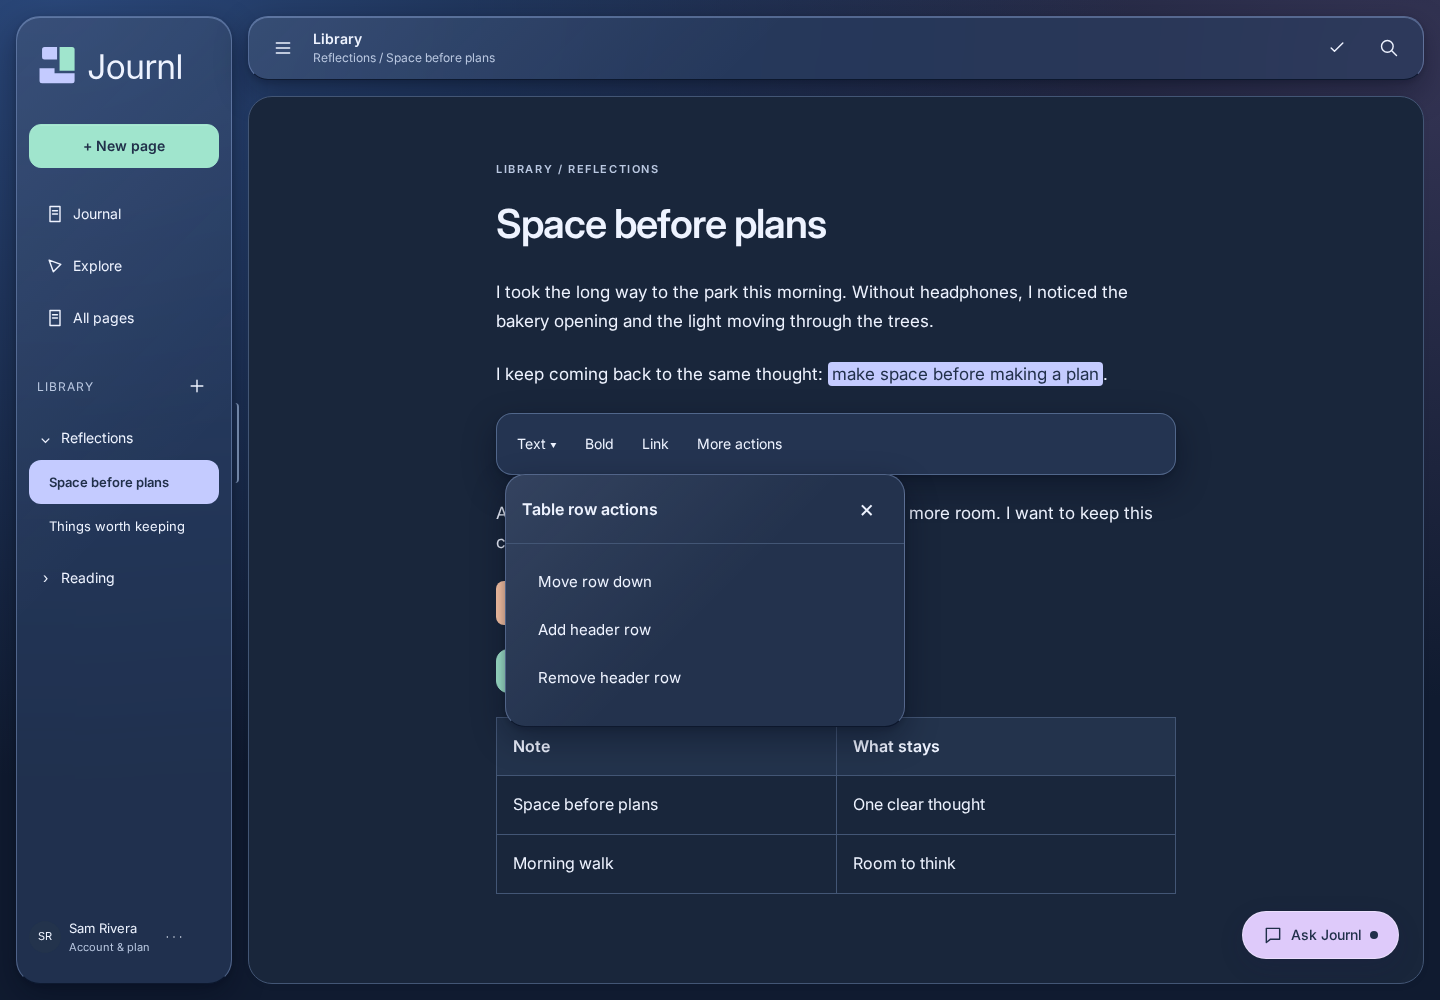 Journl
+ New page
Journal
Explore
All pages
LIBRARY
Reflections
Space before plans
Things worth keeping
Reading
SR
Sam Rivera
Account & plan
Library
Reflections / Space before plans
LIBRARY / REFLECTIONS
Space before plans
I took the long way to the park this morning. Without headphones, I noticed the
bakery opening and the light moving through the trees.
I keep coming back to the same thought: make space before making a plan.
Text Bold Link More actions
more room. I want to keep this
Table row actions
Move row down
Add header row
Remove header row
Note What stays
Space before plans One clear thought
Morning walk Room to think
Ask Journl